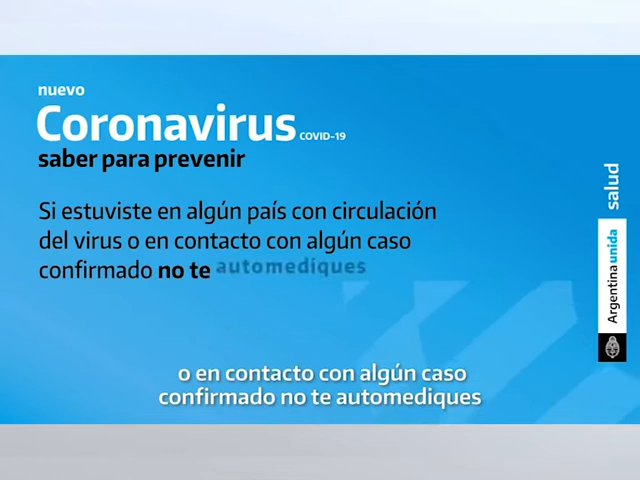 nuevo
Coronavirus COVID-19
saber para prevenir
Si estuviste en algún país con circulación
del virus o en contacto con algún caso
confirmado no te automediques
salud
Argentina unida
o en contacto con algún caso
confirmado no te automediques